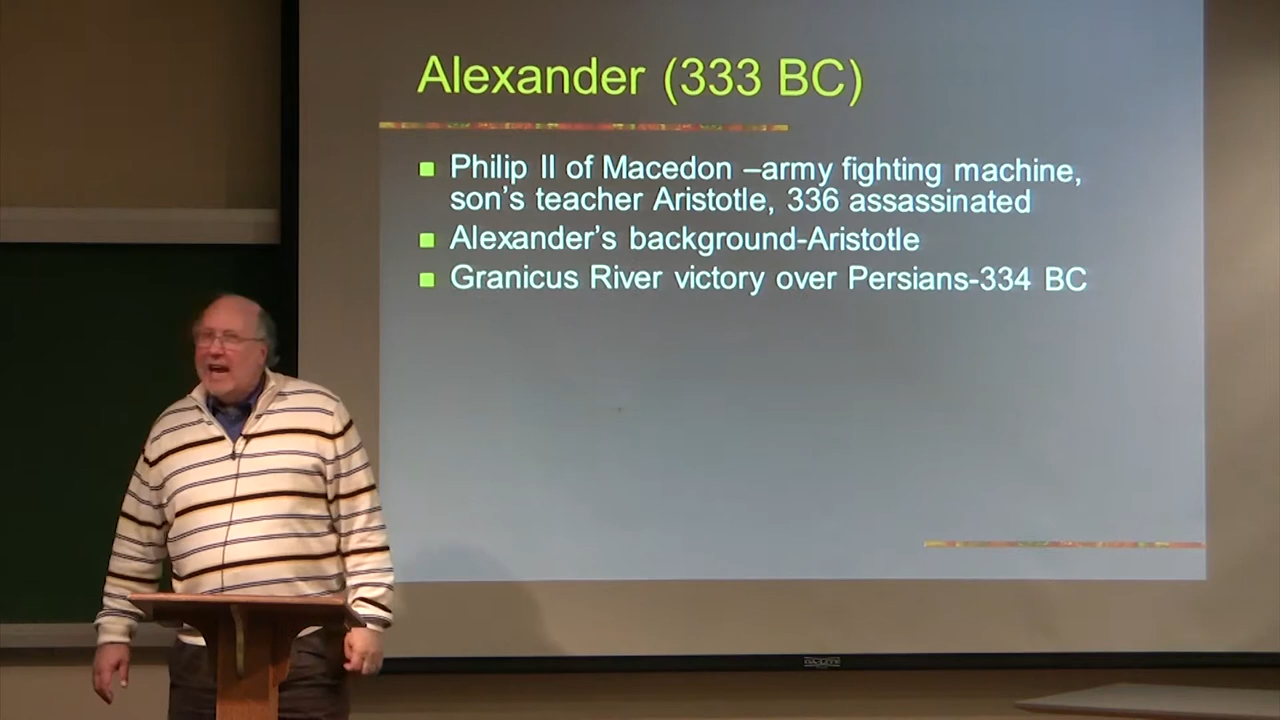 Alexander (333 BC)
Philip II of Macedon –army fighting machine,
son's teacher Aristotle, 336 assassinated
Alexander's background-Aristotle
Granicus River victory over Persians-334 BC